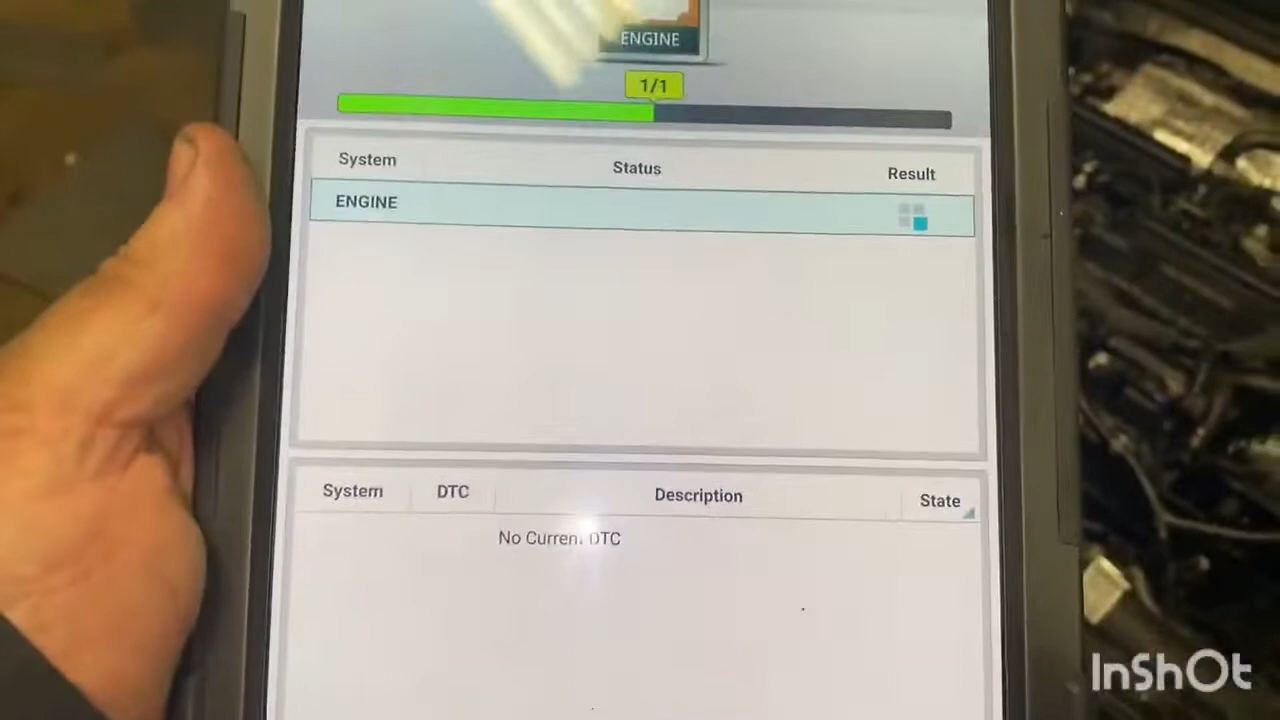 ENGINE
1/1
System Status Result
ENGINE
System DTC Description State
No Current DTC
InShOt